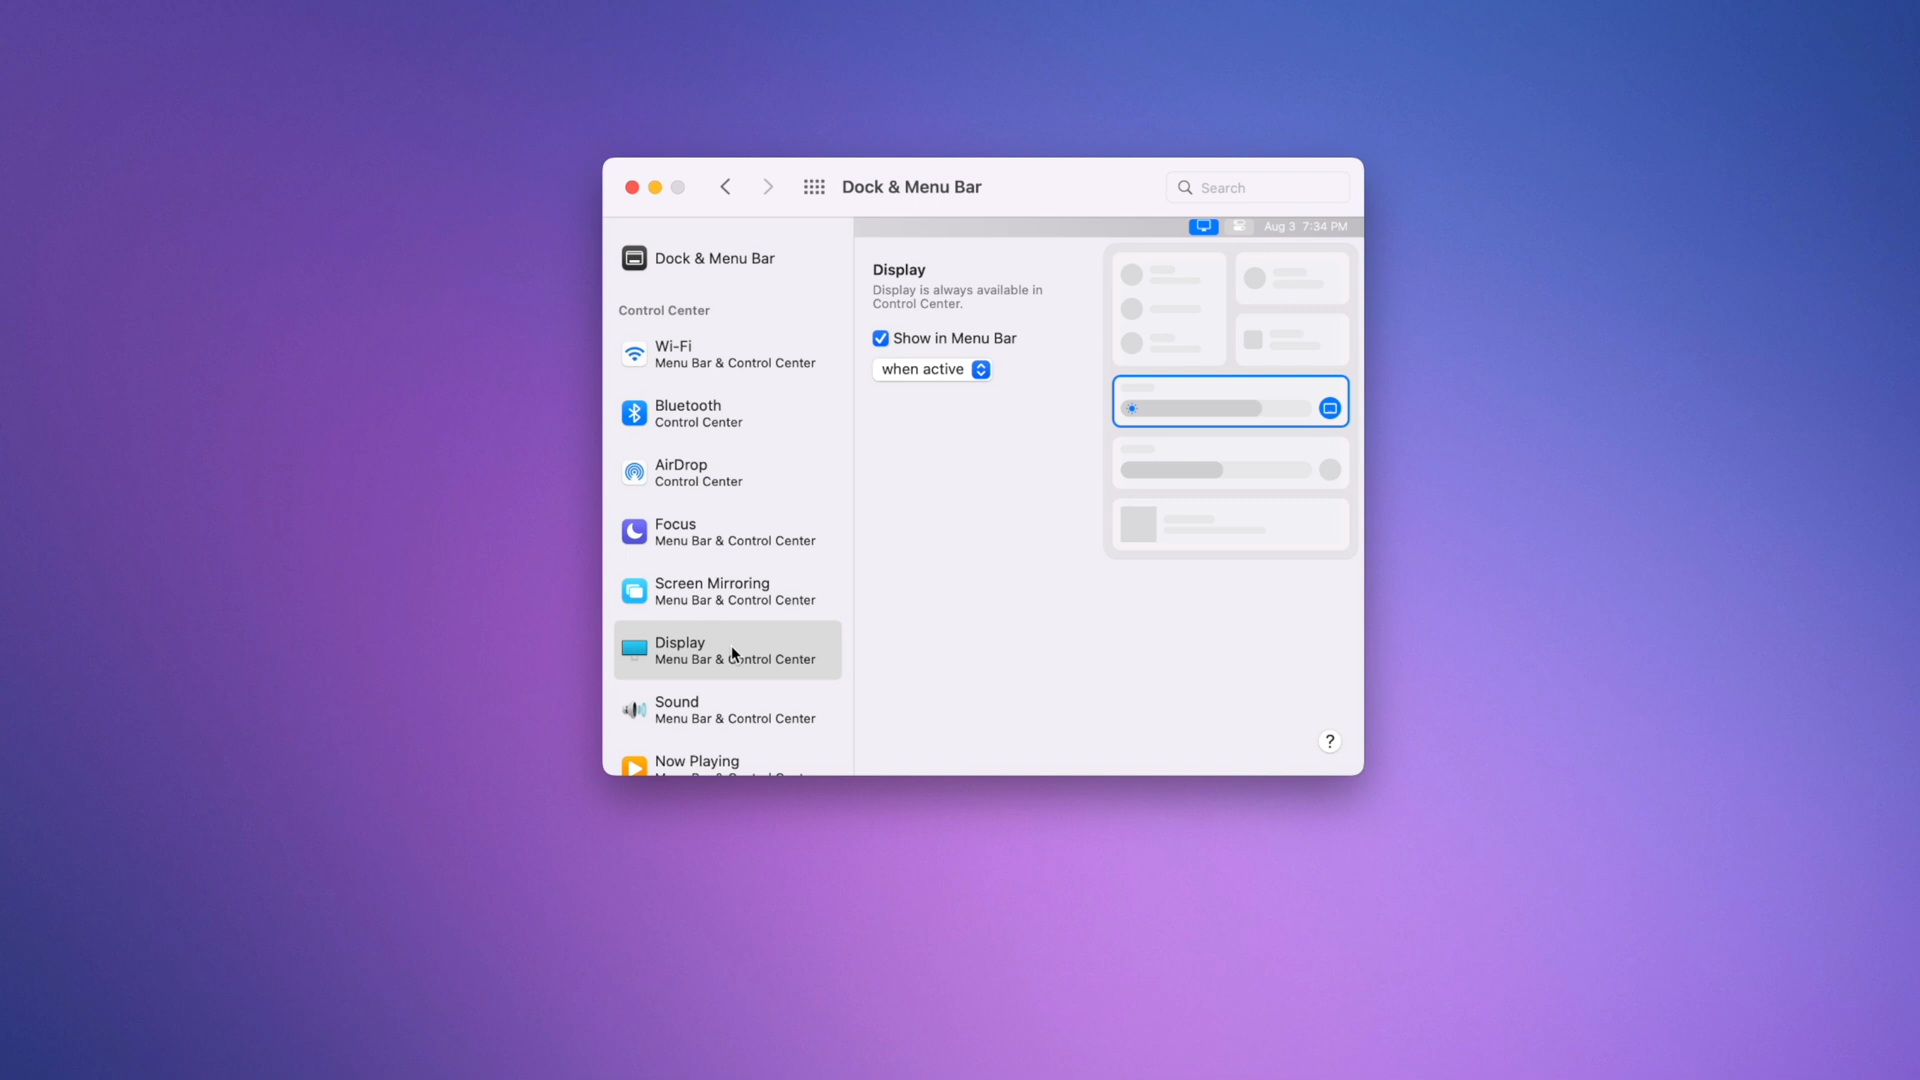 Dock & Menu Bar
Search
Aug 3 7:34 PM
Dock & Menu Bar
Control Center
Wi-Fi
Menu Bar & Control Center
Bluetooth
Control Center
AirDrop
Control Center
Focus
Menu Bar & Control Center
Screen Mirroring
Menu Bar & Control Center
Display
Menu Bar & Control Center
Sound
Menu Bar & Control Center
Now Playing
Display
Display is always available in
Control Center.
Show in Menu Bar
when active
?